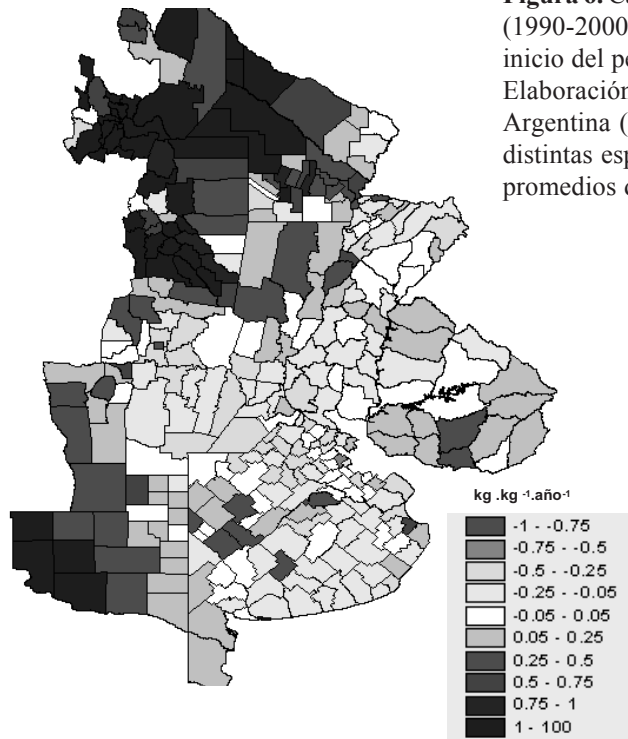 (1990-2000
inicio del pe
Elaboración
Argentina (
distintas esp
promedios d
kg .kg -1.año-1
-1 - -0.75
-0.75 - -0.5
-0.5 - -0.25
-0.25 - -0.05
-0.05 - 0.05
0.05 - 0.25
0.25 - 0.5
0.5 - 0.75
0.75 - 1
1 - 100